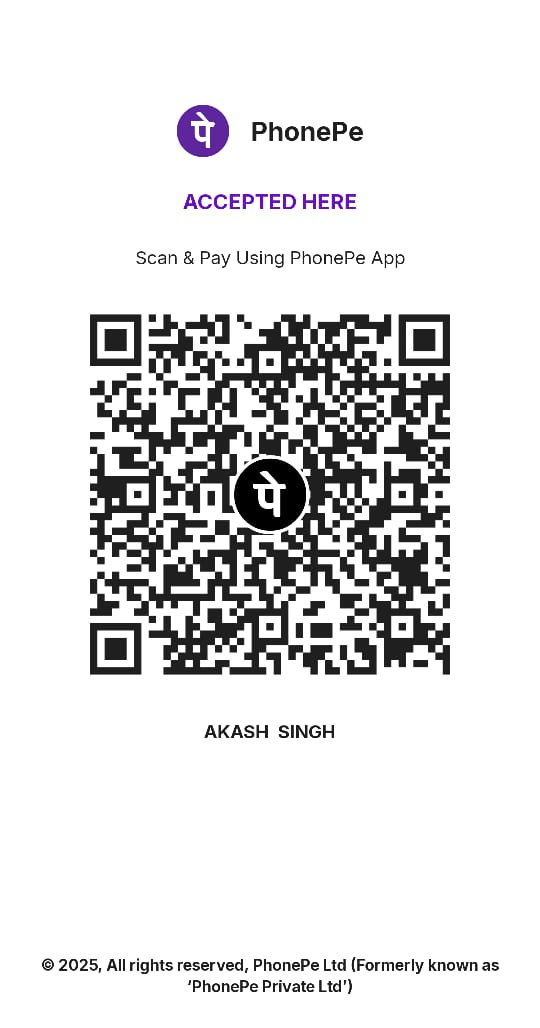 पे PhonePe
ACCEPTED HERE
Scan & Pay Using PhonePe App
पे
AKASH SINGH
© 2025, All rights reserved, PhonePe Ltd (Formerly known as
‘PhonePe Private Ltd’)